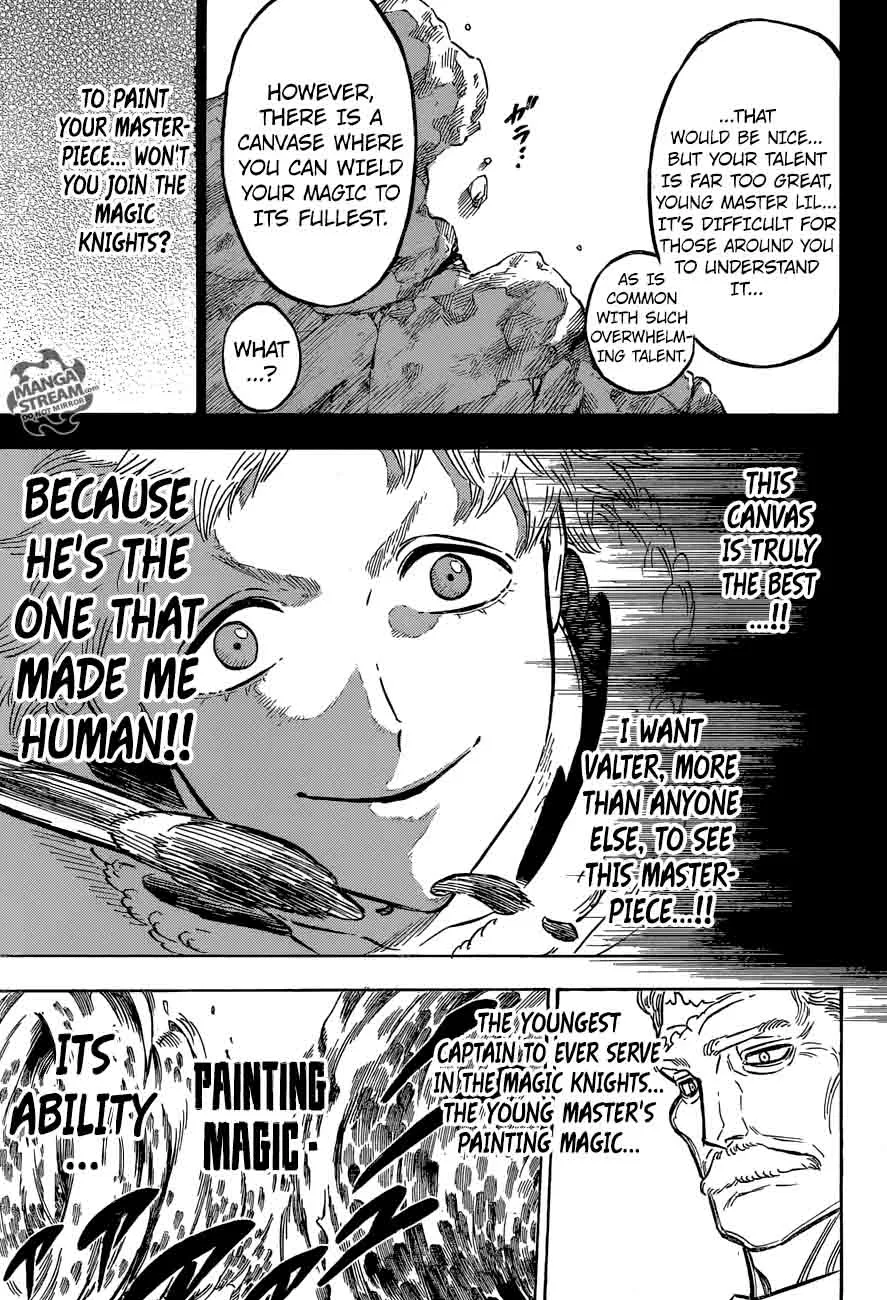 ...THAT
WOULD BE NICE...
BUT YOUR TALENT
IS FAR TOO GREAT,
YOUNG MASTER LIL...
IT'S DIFFICULT FOR
THOSE AROUND YOU
TO UNDERSTAND
IT...
AS IS
COMMON
WITH SUCH
OVERWHELM-
ING TALENT.
ガラ...
HOWEVER,
THERE IS A
CANVASE WHERE
YOU CAN WIELD
YOUR MAGIC TO
ITS FULLEST.
WHAT
...?
TO PAINT
YOUR MASTER-
PIECE... WON'T
YOU JOIN THE
MAGIC
KNIGHTS?
MANGA
STREAM.com
DO NOT MIRROR
THIS
CANVAS
IS TRULY
THE BEST
...!!
I WANT
VALTER, MORE
THAN ANYONE
ELSE, TO SEE
THIS MASTER-
PIECE...!!
BECAUSE
HE'S THE
ONE THAT
MADE ME
HUMAN!!
THE YOUNGEST
CAPTAIN TO EVER SERVE
IN THE MAGIC KNIGHTS...
THE YOUNG MASTER'S
PAINTING MAGIC...
PAINTING
MAGIC -
ITS
ABILITY
...